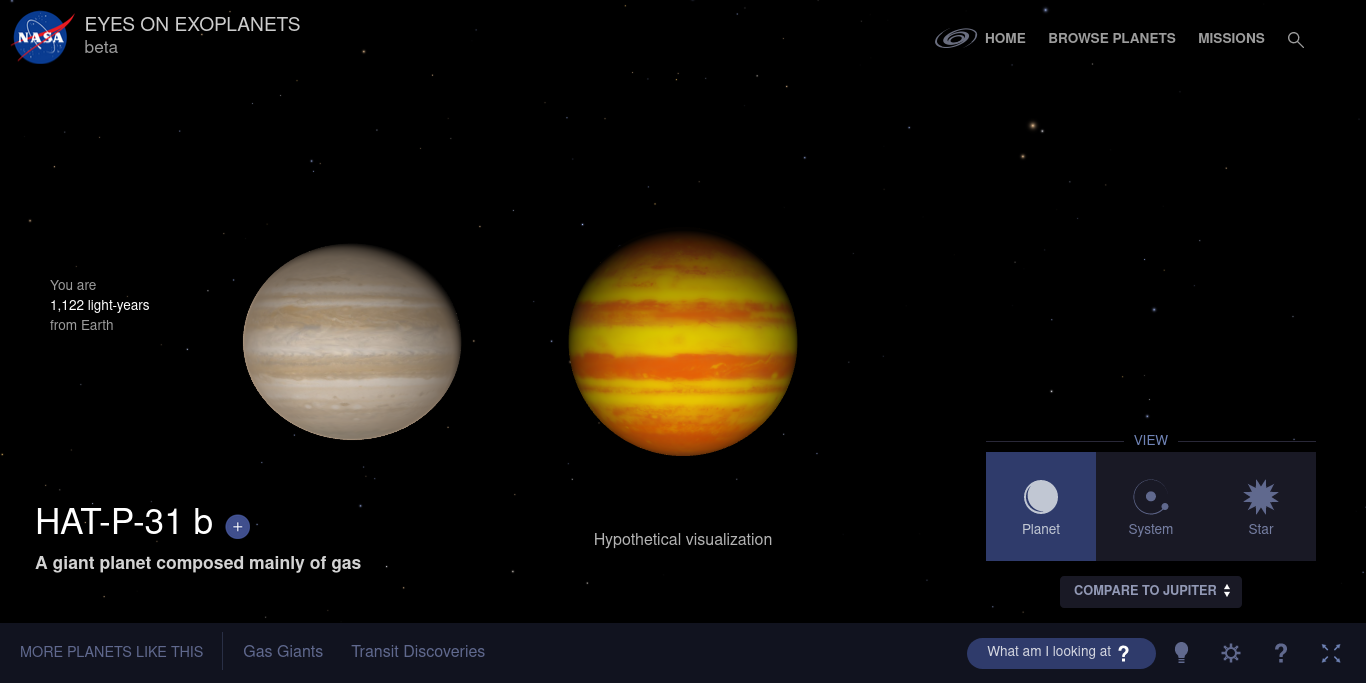 NASA
EYES ON EXOPLANETS
beta
HOME
BROWSE PLANETS
MISSIONS
You are
1,122 light-years
from Earth
VIEW
Planet
System
Star
HAT-P-31 b +
A giant planet composed mainly of gas
Hypothetical visualization
COMPARE TO JUPITER
MORE PLANETS LIKE THIS
Gas Giants
Transit Discoveries
What am I looking at ?
?